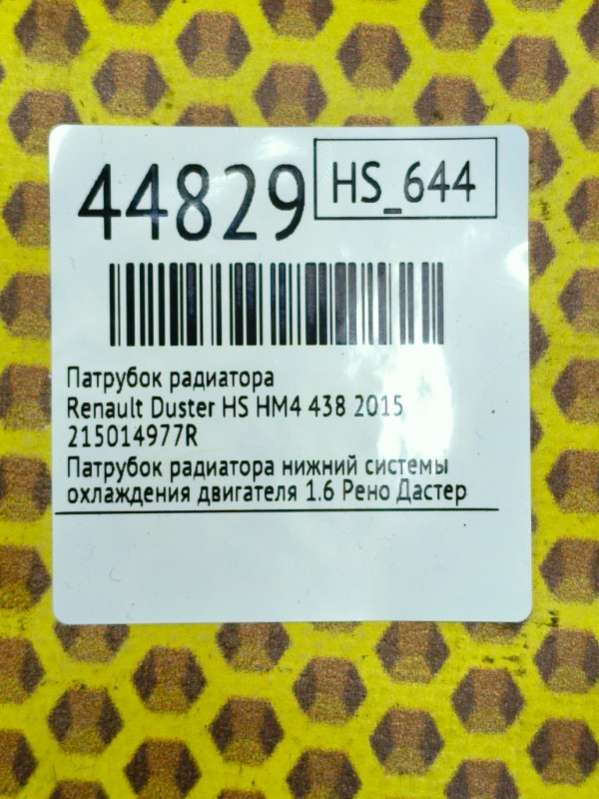 44829
HS_644
Патрубок радиатора
Renault Duster HS HM4 438 2015
215014977R
Патрубок радиатора нижний системы
охлаждения двигателя 1.6 Рено Дастер